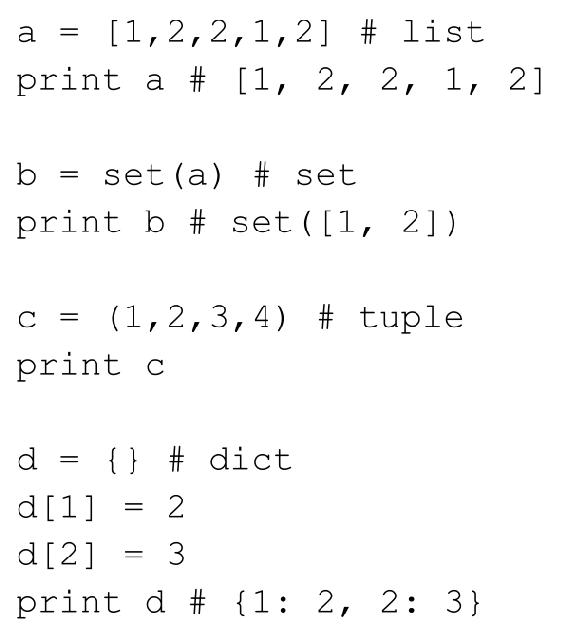 a = [1,2,2,1,2] # list
print a # [1, 2, 2, 1, 2]
b = set(a) # set
print b # set([1, 2])
c = (1,2,3,4) # tuple
print c
d = {} # dict
d[1] = 2
d[2] = 3
print d # {1: 2, 2: 3}